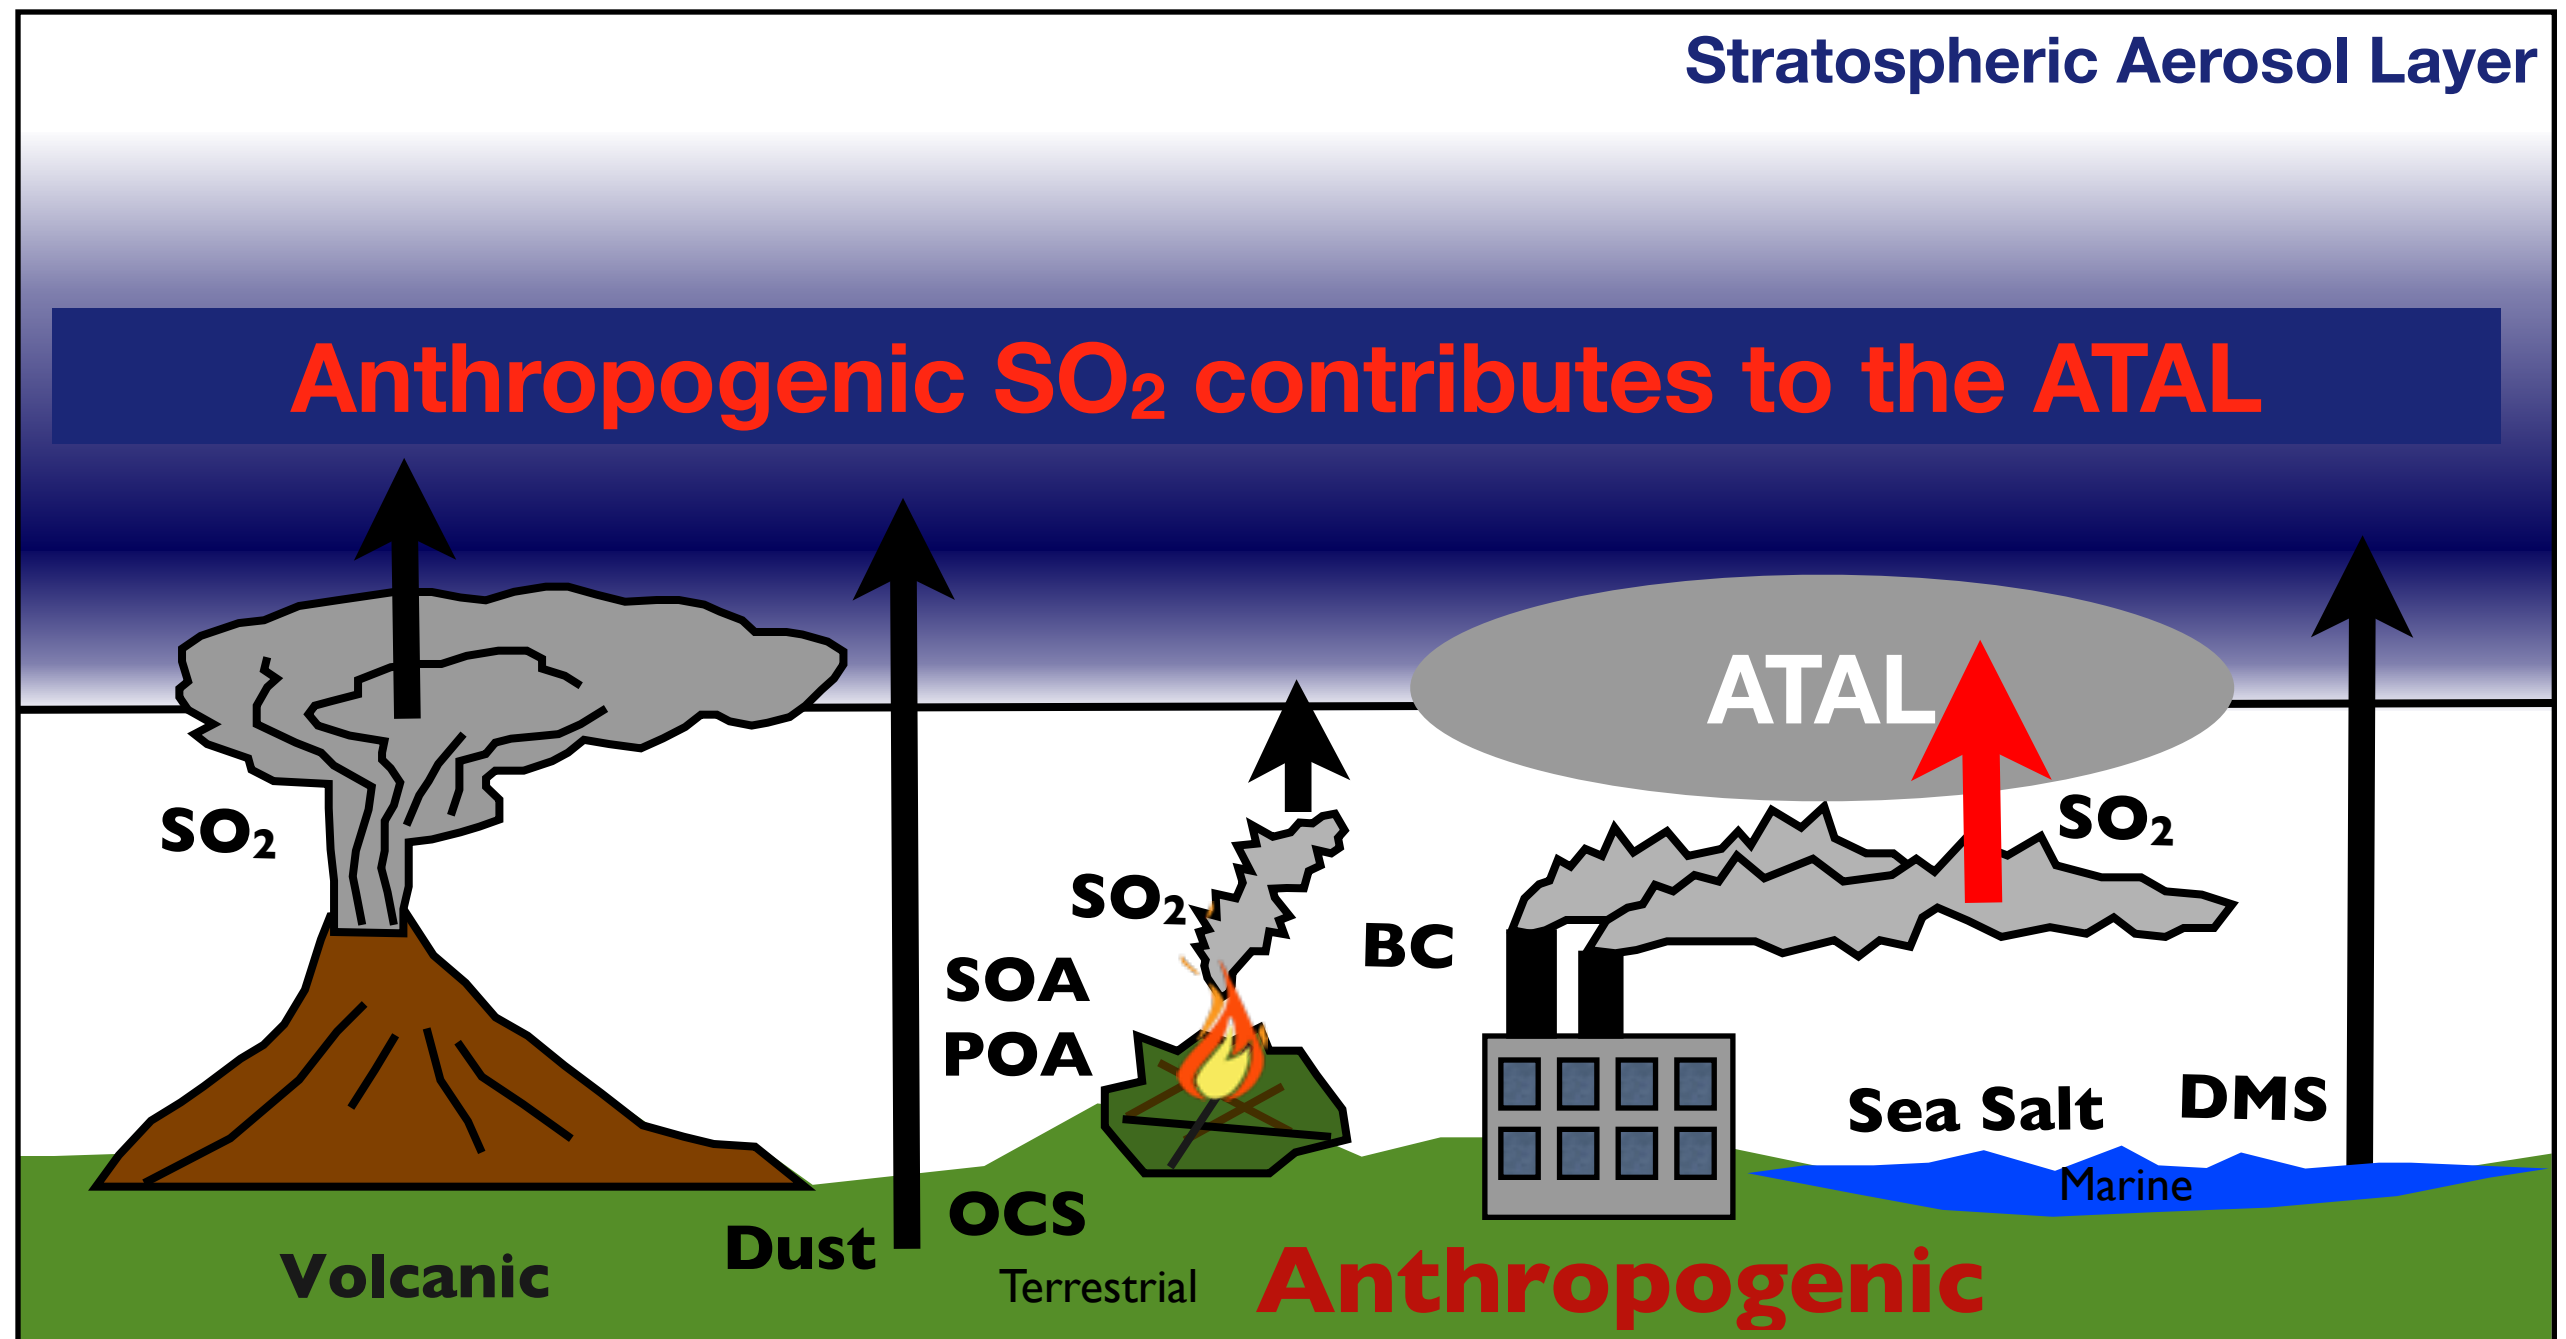 Stratospheric Aerosol Layer
Anthropogenic SO₂ contributes to the ATAL
ATAL
SO₂
SO₂
SO₂
BC
SOA
POA
Sea Salt
DMS
Marine
OCS
Dust
Volcanic
Terrestrial
Anthropogenic